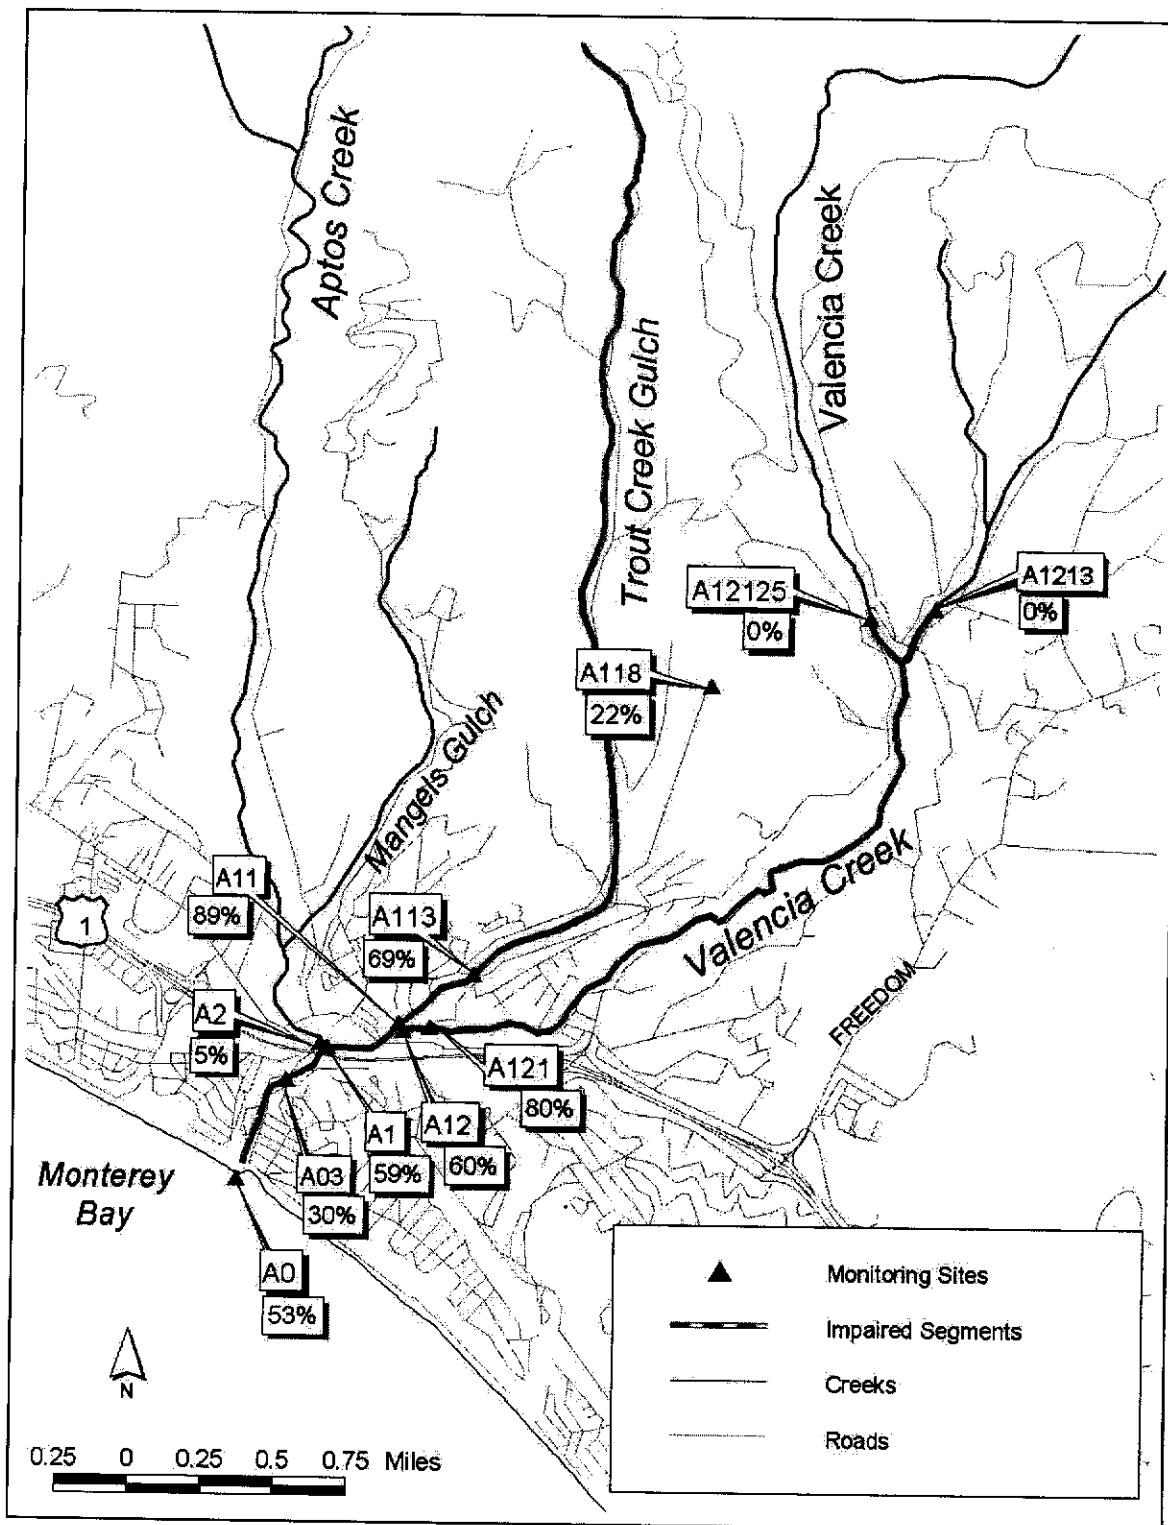 Aptos Creek
Trout Creek Gulch
Valencia Creek
Mangels Gulch
Valencia Creek
A12125
0%
A1213
0%
A118
22%
A11
89%
A113
69%
1
A2
5%
FREEDOM
A121
80%
A12
60%
A1
59%
A03
30%
Monterey
Bay
A0
53%
N
0.25 0 0.25 0.5 0.75 Miles
Monitoring Sites
Impaired Segments
Creeks
Roads